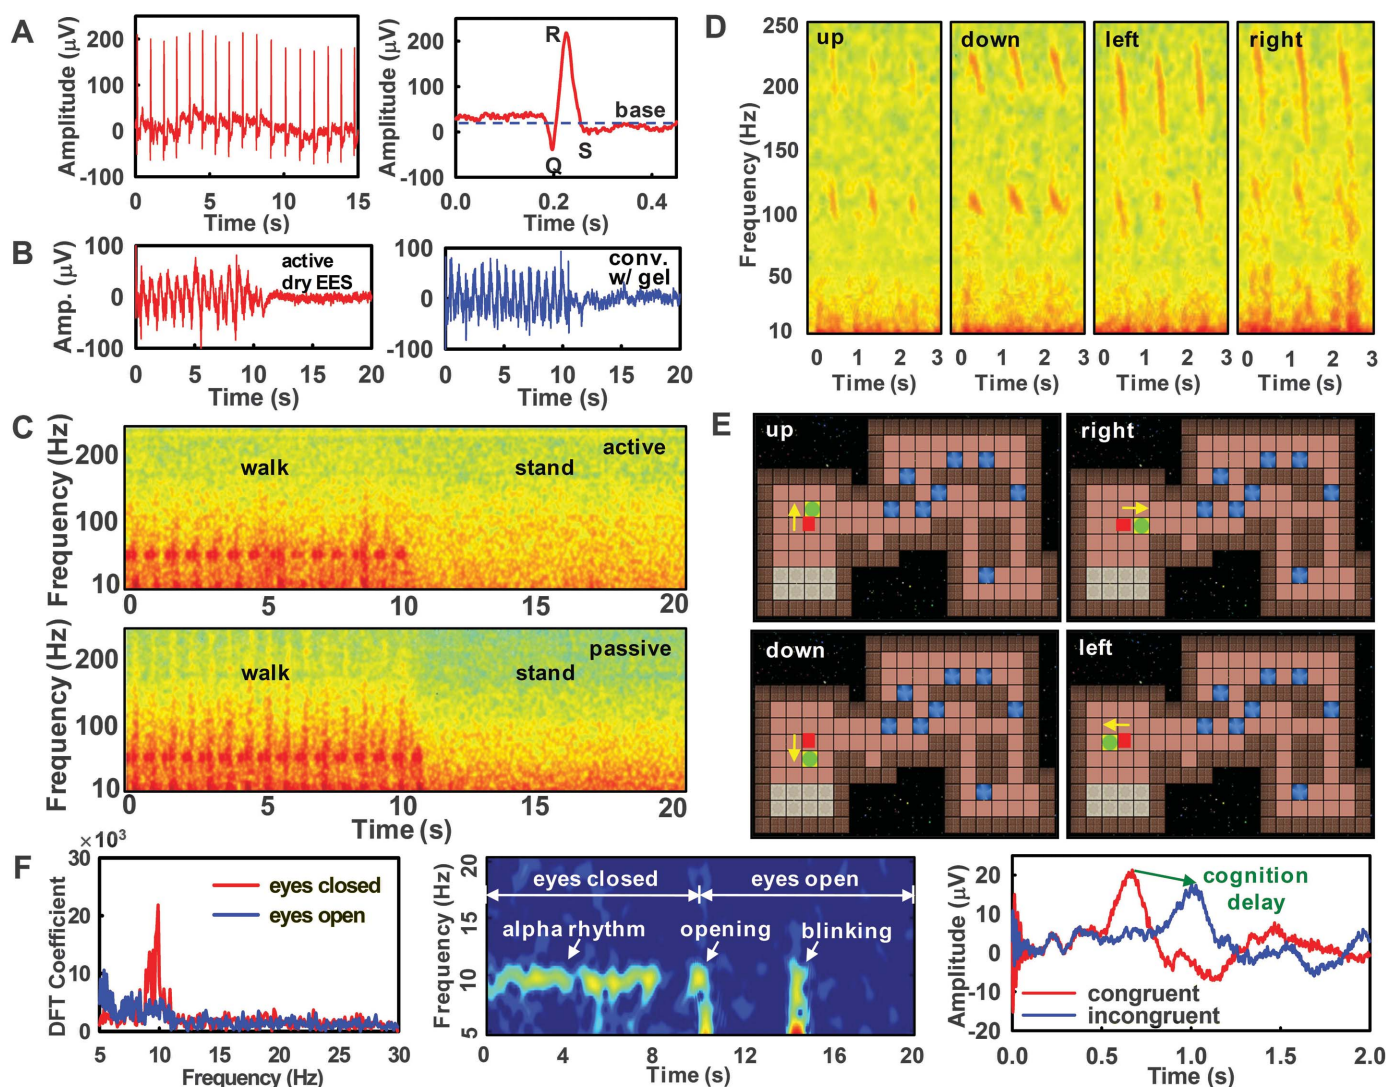 A
Amplitude (µV)
200
100
0
-100
0
5
10
15
Time (s)
Amplitude (µV)
200
100
0
-100
R
base
Q
S
0.0
0.2
0.4
Time (s)
B
Amp. (µV)
100
0
-100
active
dry EES
0
5
10
15
20
Time (s)
100
0
-100
conv.
w/ gel
0
5
10
15
20
Time (s)
C
Frequency (Hz)
200
100
10
active
walk
stand
0
5
10
15
20
Frequency (Hz)
200
100
10
passive
walk
stand
0
5
10
15
20
Time (s)
D
Frequency (Hz)
250
200
150
100
50
10
up
down
left
right
0 1 2 3
0 1 2 3
0 1 2 3
0 1 2 3
Time (s)
Time (s)
Time (s)
Time (s)
E
up
right
down
left
F
× 10³
DFT Coefficient
30
20
10
0
eyes closed
eyes open
5
10
15
20
25
30
Frequency (Hz)
Frequency (Hz)
20
15
10
5
eyes closed
eyes open
alpha rhythm
opening
blinking
0
4
8
12
16
20
Time (s)
Amplitude (µV)
20
10
0
-10
-20
cognition
delay
congruent
incongruent
0.0
0.5
1.0
1.5
2.0
Time (s)